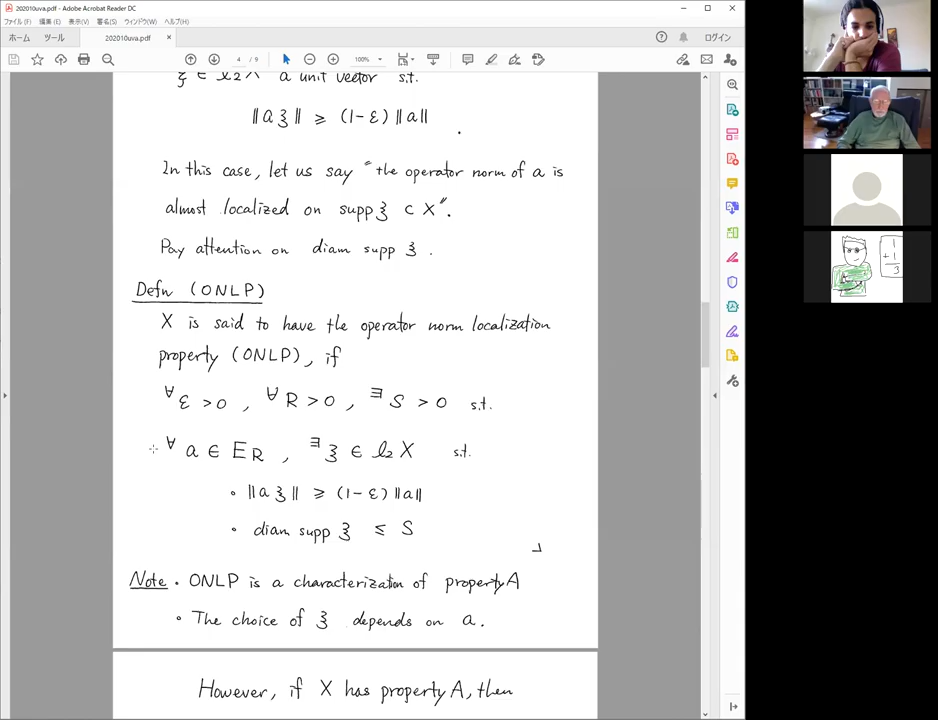 202010uva.pdf - Adobe Acrobat Reader DC
ファイル(F) 編集(E) 表示(V) 署名(S) ウィンドウ(W) ヘルプ(H)
ホーム ツール 202010uva.pdf × ログイン
4 / 9 100%
ξ ∈ ℓ₂X a unit vector s.t.
‖aξ‖ ≥ (1-ε)‖a‖ .
In this case, let us say "the operator norm of a is
almost localized on supp ξ ⊂ X".
Pay attention on diam supp ξ .
Defn (ONLP)
X is said to have the operator norm localization
property (ONLP), if
∀ε > 0 , ∀R > 0 , ∃S > 0 s.t.
∀a ∈ E_R , ∃ξ ∈ ℓ₂X s.t.
• ‖aξ‖ ≥ (1-ε)‖a‖
• diam supp ξ ≤ S
Note • ONLP is a characterization of property A
• The choice of ξ depends on a.
However, if X has property A, then
1
+1
3